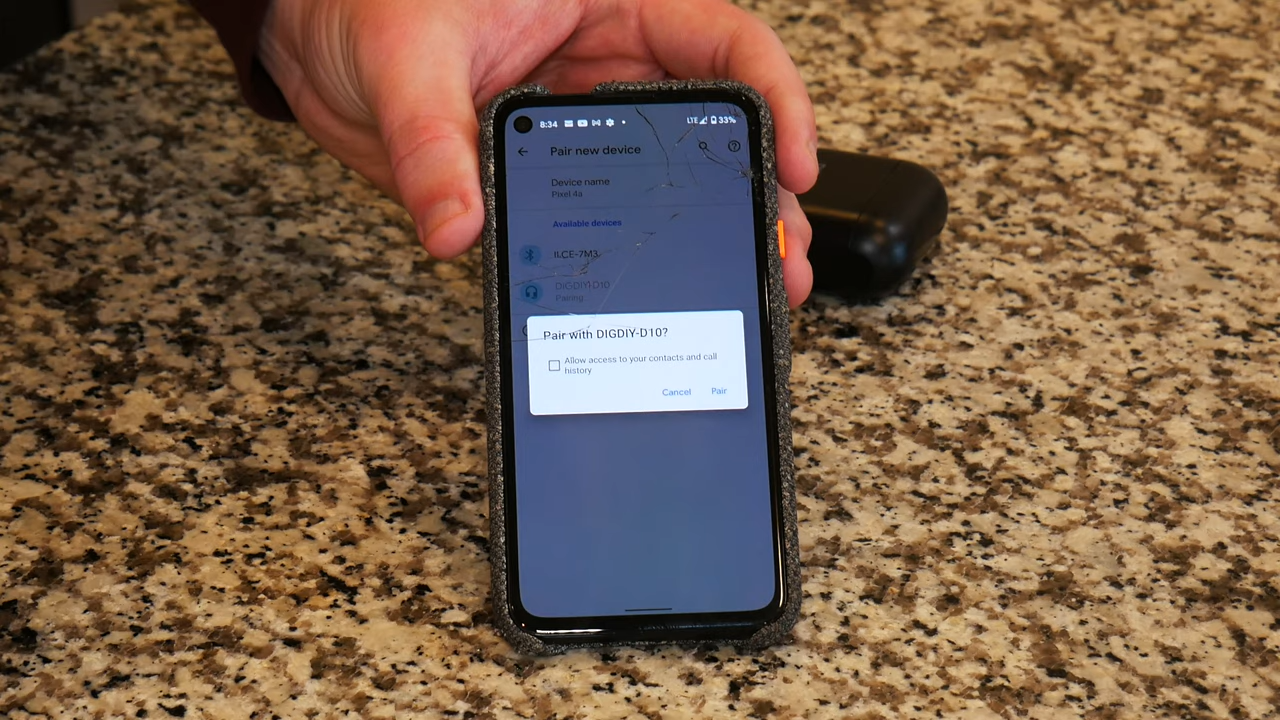 8:34 LTE 33%
Pair new device
Device name
Pixel 4a
Available devices
ILCE-7M3
DIGDIY-D10
Pairing
Pair with DIGDIY-D10?
Allow access to your contacts and call
history
Cancel Pair